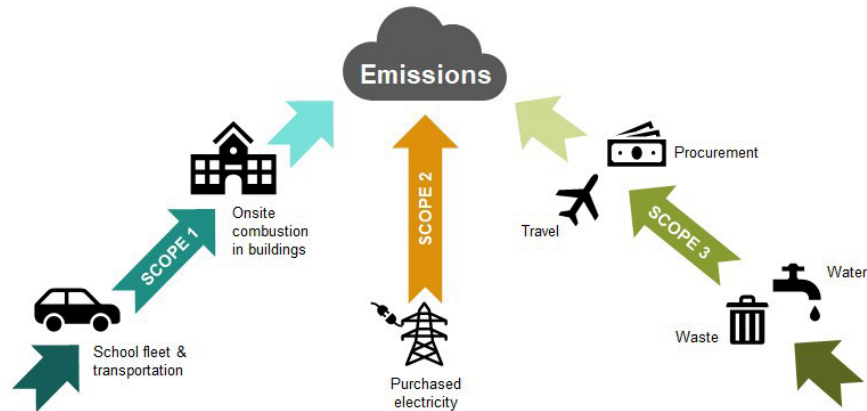 Emissions
SCOPE 1
Onsite
combustion
in buildings
School fleet &
transportation
SCOPE 2
Purchased
electricity
Procurement
Travel
SCOPE 3
Water
Waste